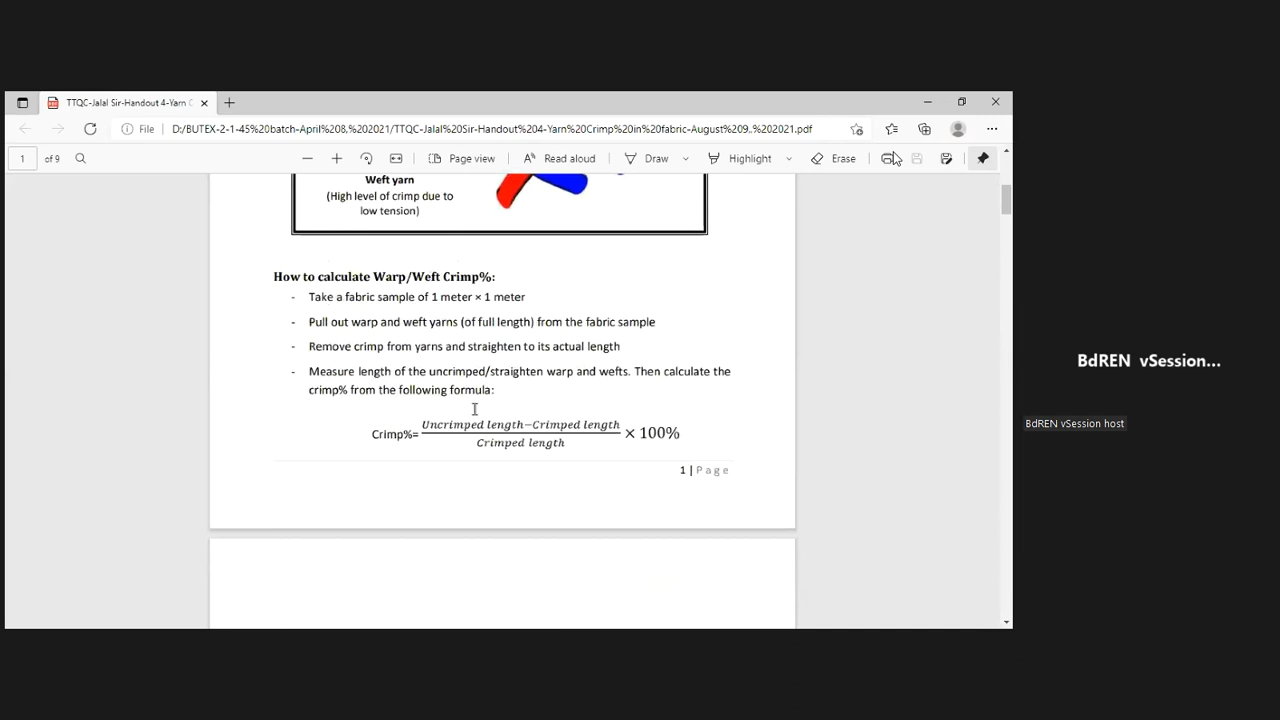 TTQC-Jalal Sir-Handout 4-Yarn C
File
D:/BUTEX-2-1-45%20batch-April%208,%202021/TTQC-Jalal%20Sir-Handout%204-Yarn%20Crimp%20in%20fabric-August%209..%202021.pdf
1 of 9
Page view
Read aloud
Draw
Highlight
Erase
Weft yarn
(High level of crimp due to
low tension)
How to calculate Warp/Weft Crimp%:
- Take a fabric sample of 1 meter × 1 meter
- Pull out warp and weft yarns (of full length) from the fabric sample
- Remove crimp from yarns and straighten to its actual length
- Measure length of the uncrimped/straighten warp and wefts. Then calculate the
crimp% from the following formula:
Uncrimped length−Crimped length
Crimp%= × 100%
Crimped length
1 | Page
BdREN vSession...
BdREN vSession host